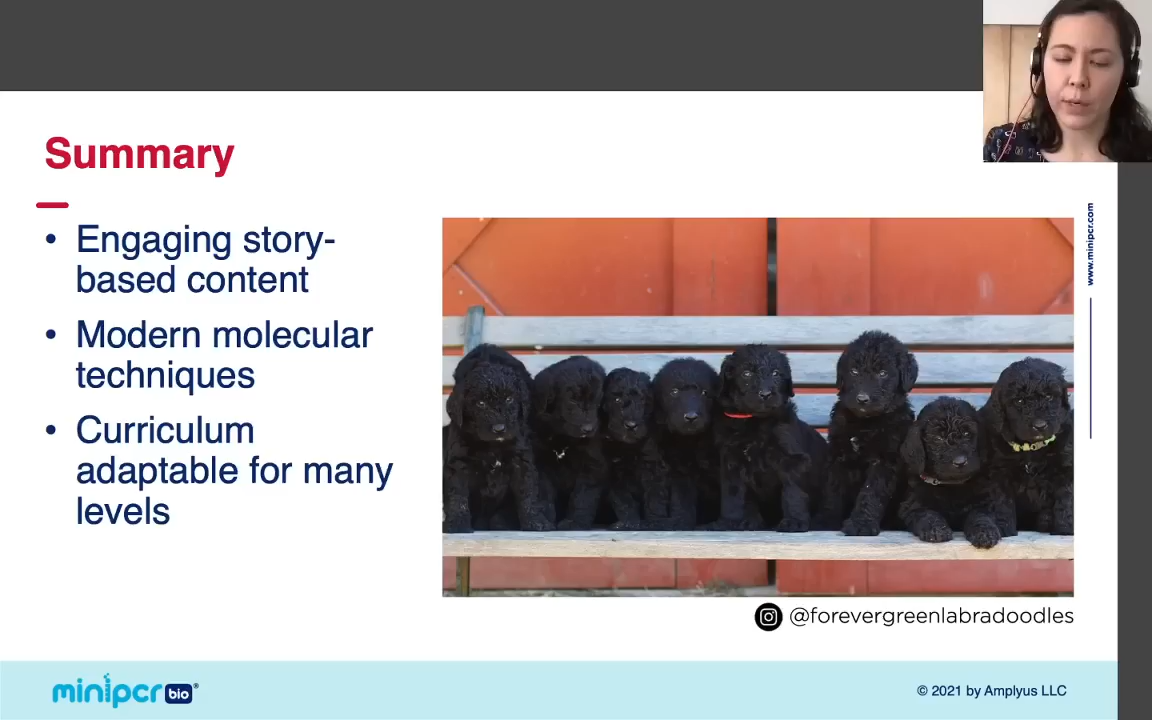 Summary
• Engaging story-
based content
• Modern molecular
techniques
• Curriculum
adaptable for many
levels
www.minipcr.com
@forevergreenlabradoodles
minipcr bio®
© 2021 by Amplyus LLC